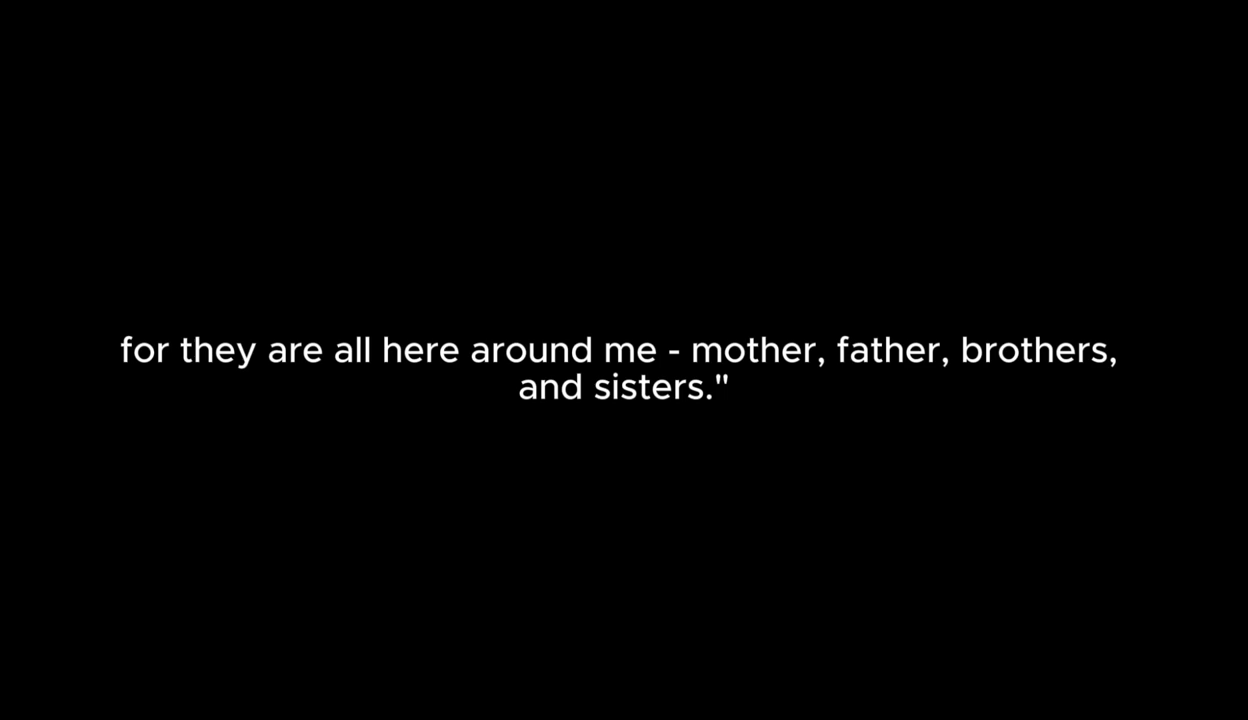 for they are all here around me - mother, father, brothers,
and sisters."